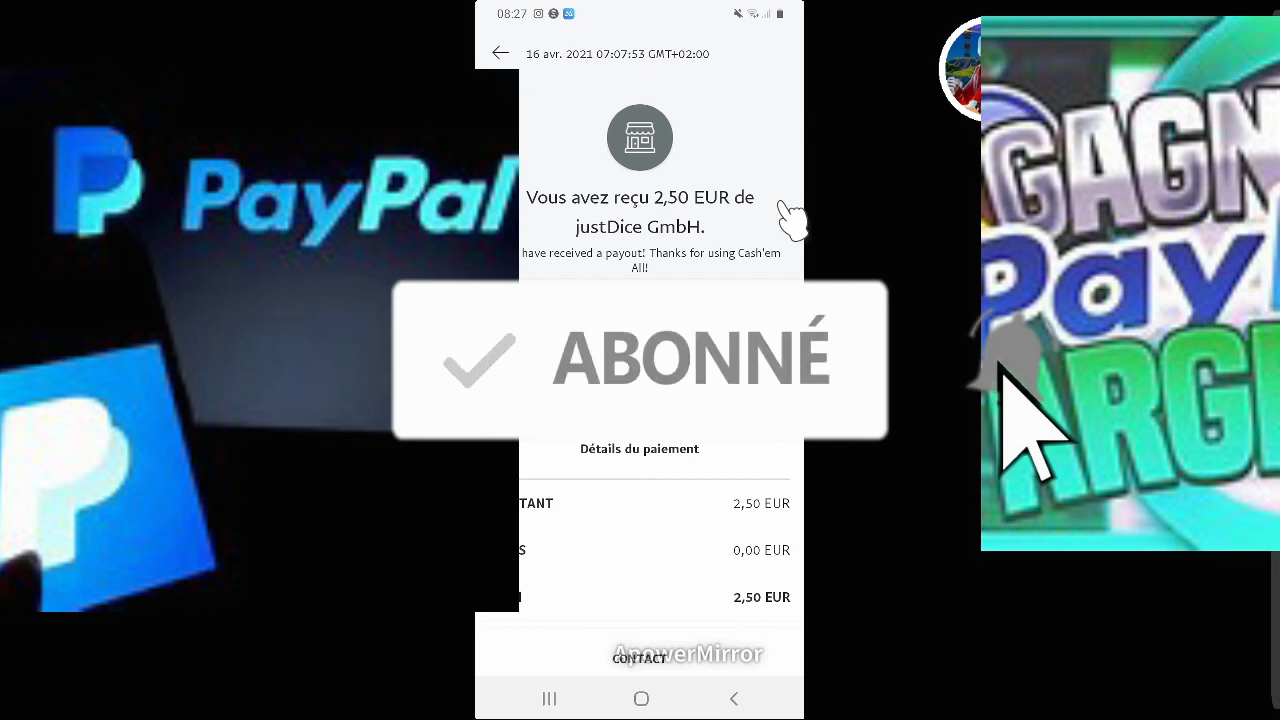 08:27
16 avr. 2021 07:07:53 GMT+02:00
PayPal
Vous avez reçu 2,50 EUR de
justDice GmbH.
have received a payout! Thanks for using Cash'em
All!
GAGN
Pay
ARG
ABONNÉ
Détails du paiement
TANT 2,50 EUR
S 0,00 EUR
2,50 EUR
CONTACT
ApowerMirror